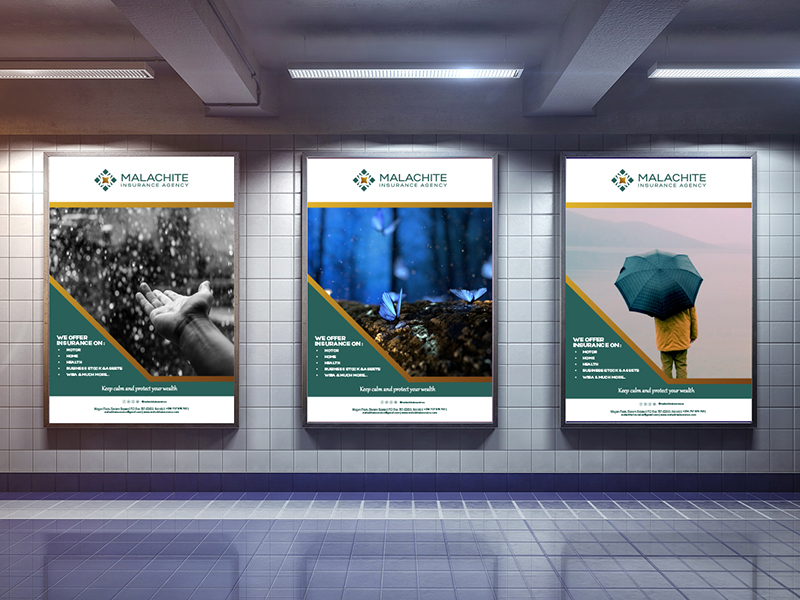 MALACHITE
INSURANCE AGENCY
WE OFFER
INSURANCE ON:
• MOTOR
• HOME
• HEALTH
• BUSINESS STOCK & ASSETS
• WIBA & MUCH MORE...
Keep calm and protect your wealth
MALACHITE
INSURANCE AGENCY
WE OFFER
INSURANCE ON:
• MOTOR
• HOME
• HEALTH
• BUSINESS STOCK & ASSETS
• WIBA & MUCH MORE...
Keep calm and protect your wealth
MALACHITE
INSURANCE AGENCY
WE OFFER
INSURANCE ON:
• MOTOR
• HOME
• HEALTH
• BUSINESS STOCK & ASSETS
• WIBA & MUCH MORE...
Keep calm and protect your wealth